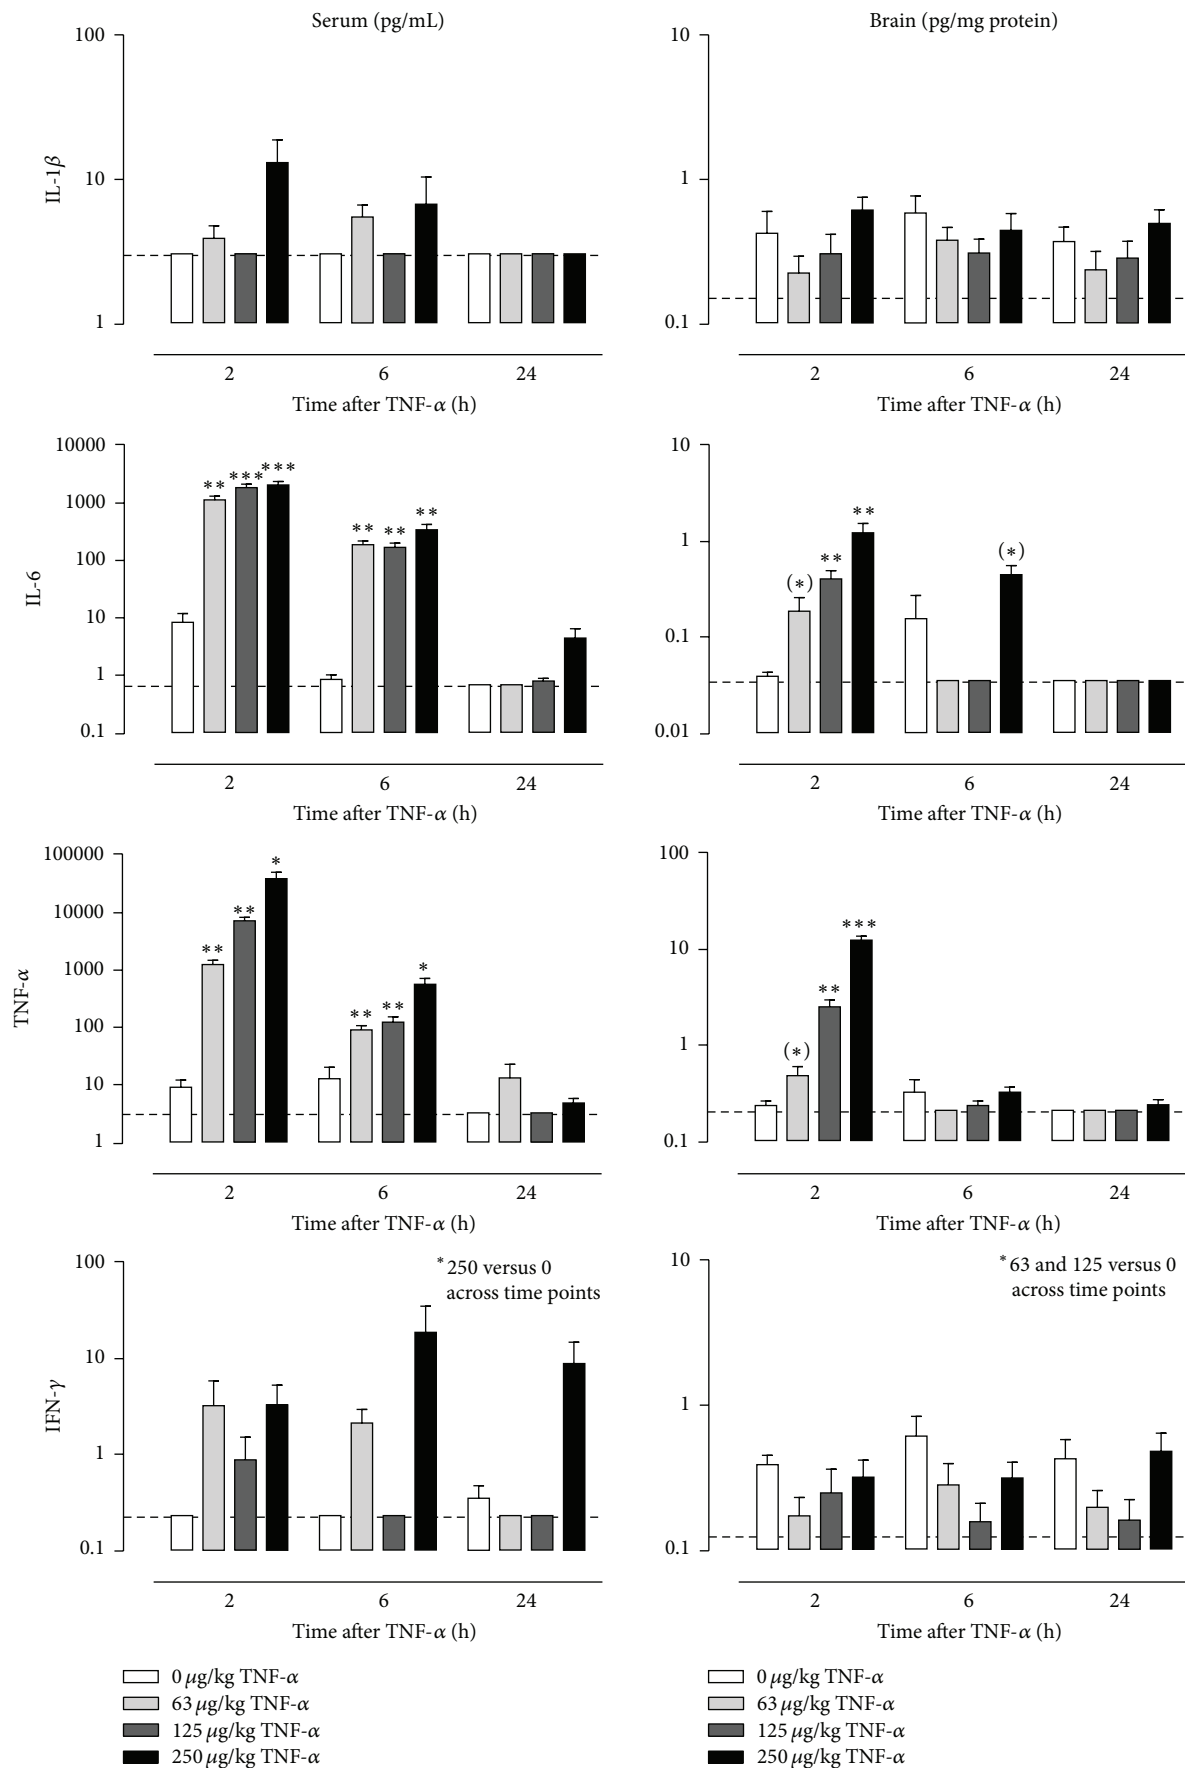 Serum (pg/mL)
Brain (pg/mg protein)
IL-1β
100
10
1
2 6 24
Time after TNF-α (h)
10
1
0.1
2 6 24
Time after TNF-α (h)
IL-6
10000
1000
100
10
1
0.1
** *** ***
** ** **
2 6 24
Time after TNF-α (h)
10
1
0.1
0.01
(*) ** **
(*)
2 6 24
Time after TNF-α (h)
TNF-α
100000
10000
1000
100
10
1
** ** *
** ** *
2 6 24
Time after TNF-α (h)
100
10
1
0.1
(*) ** ***
2 6 24
Time after TNF-α (h)
IFN-γ
100
10
1
0.1
* 250 versus 0
across time points
2 6 24
Time after TNF-α (h)
10
1
0.1
* 63 and 125 versus 0
across time points
2 6 24
Time after TNF-α (h)
0 μg/kg TNF-α
63 μg/kg TNF-α
125 μg/kg TNF-α
250 μg/kg TNF-α
0 μg/kg TNF-α
63 μg/kg TNF-α
125 μg/kg TNF-α
250 μg/kg TNF-α